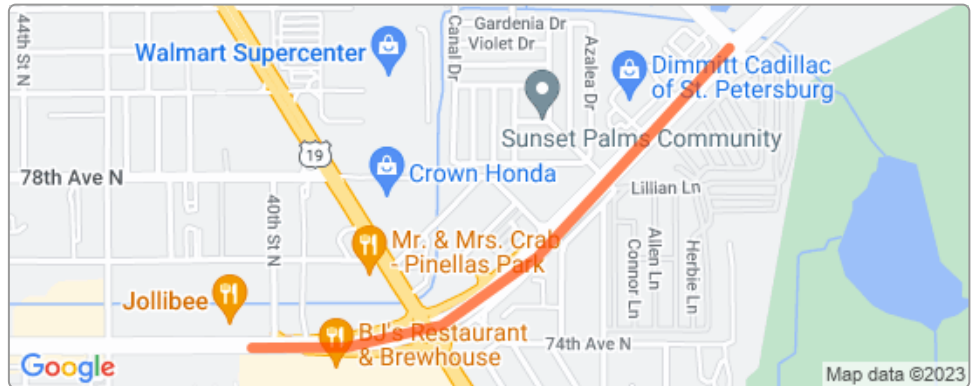 44th St N
Canal Dr
Gardenia Dr
Violet Dr
Azalea Dr
Walmart Supercenter
Dimmitt Cadillac
of St. Petersburg
Sunset Palms Community
19
78th Ave N
Crown Honda
Lillian Ln
40th St N
Allen Ln
Herbie Ln
Connor Ln
Mr. & Mrs. Crab
- Pinellas Park
Jollibee
BJ's Restaurant
& Brewhouse
74th Ave N
Google
Map data ©2023